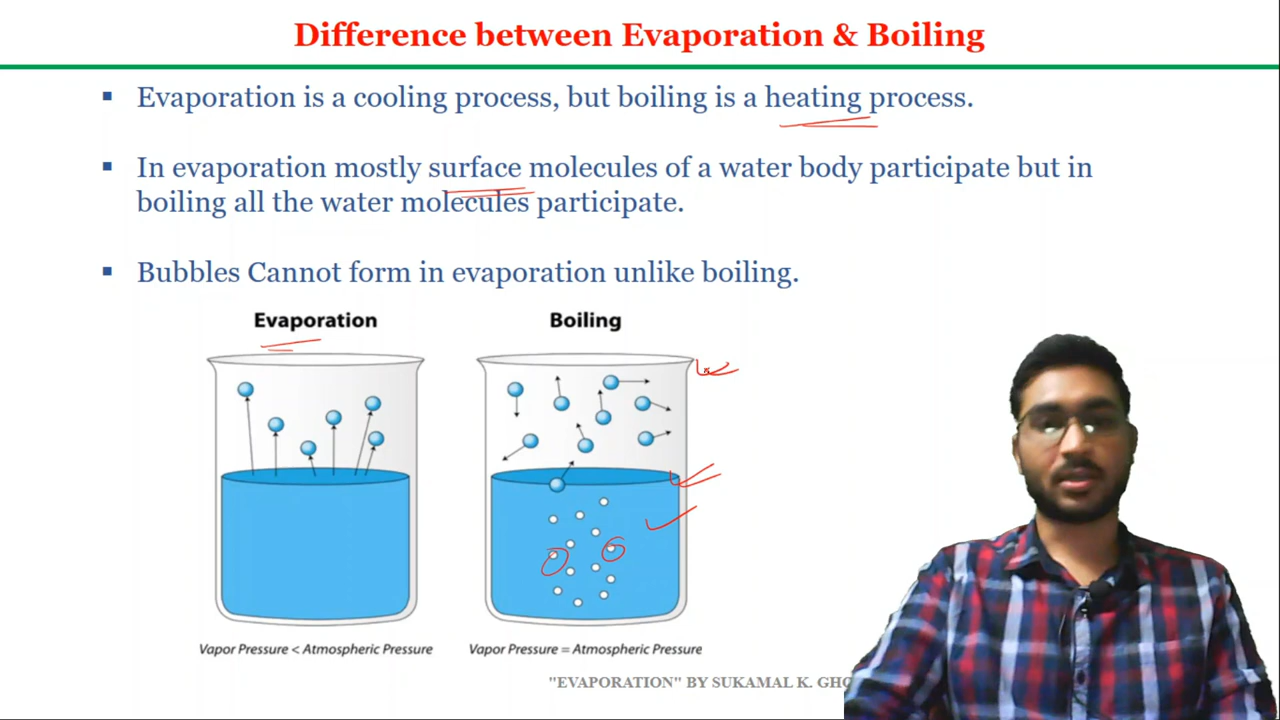 Difference between Evaporation & Boiling
▪ Evaporation is a cooling process, but boiling is a heating process.
▪ In evaporation mostly surface molecules of a water body participate but in
boiling all the water molecules participate.
▪ Bubbles Cannot form in evaporation unlike boiling.
Evaporation
Boiling
Vapor Pressure < Atmospheric Pressure
Vapor Pressure = Atmospheric Pressure
"EVAPORATION" BY SUKAMAL K.